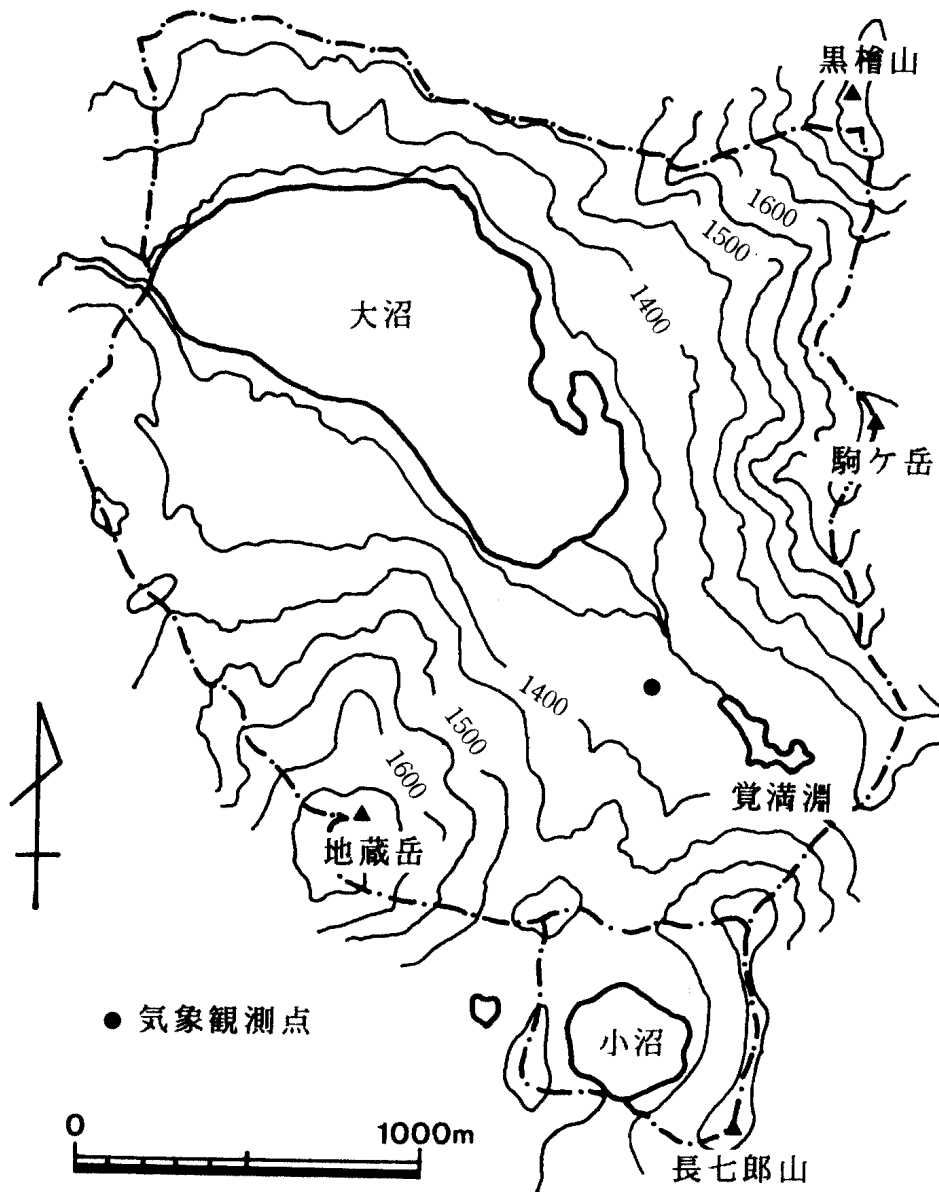 黒檜山
1600
1500
大沼
1400
駒ケ岳
1400
1500
1600
覚満淵
地蔵岳
● 気象観測点
小沼
0 1000m
長七郎山